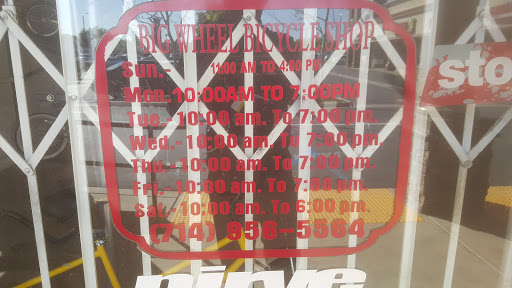 BIG WHEEL BICYCLE SHOP
Sun.- 11:00 AM TO 4:00 PM
Mon. 10:00AM TO 7:00PM
Tue.- 10:00 am. To 7:00 pm.
Wed.- 10:00 am. To 7:00 pm.
Thu.- 10:00 am. To 7:00 pm.
Fri.- 10:00 am. To 7:00 pm.
Sat.- 10:00 am. To 6:00 pm.
(714) 956-5564
sto
nirve